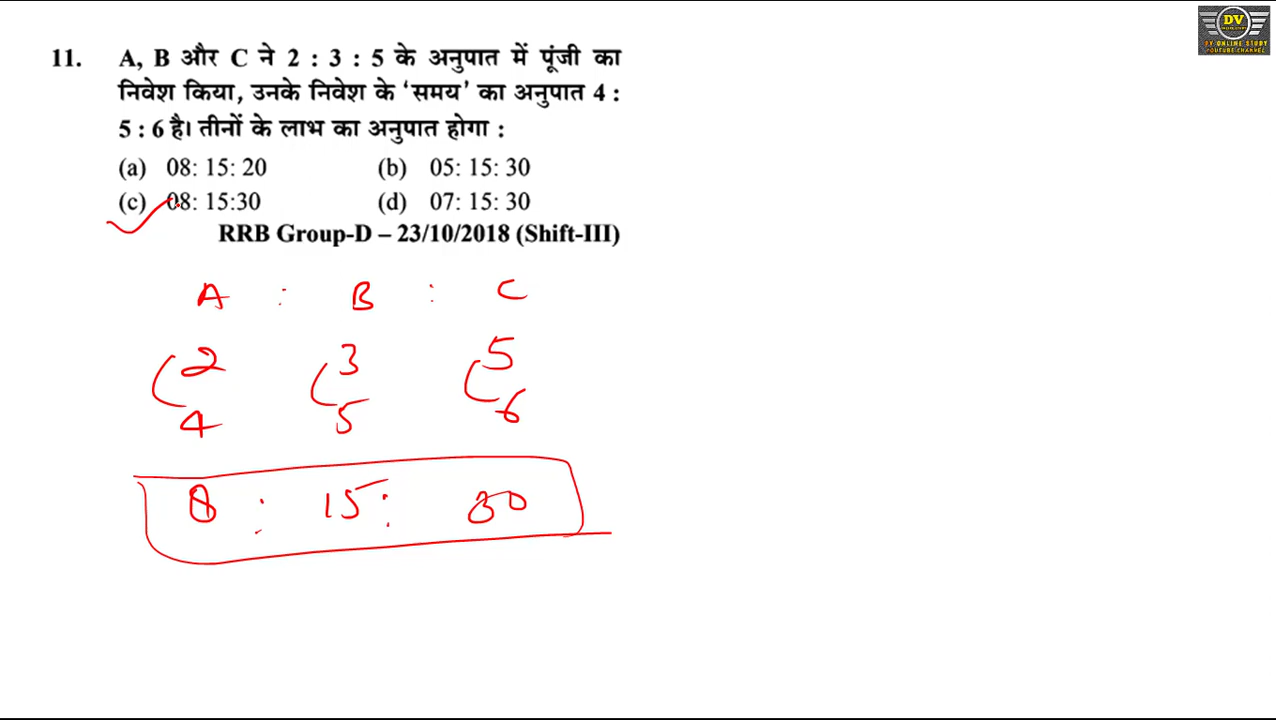 DV
DV ONLINE STUDY
YOUTUBE CHANNEL
11. A, B और C ने 2 : 3 : 5 के अनुपात में पूंजी का
निवेश किया, उनके निवेश के ‘समय’ का अनुपात 4 :
5 : 6 है। तीनों के लाभ का अनुपात होगा :
(a) 08: 15: 20 (b) 05: 15: 30
(c) 08: 15:30 (d) 07: 15: 30
RRB Group-D – 23/10/2018 (Shift-III)
A : B : C
2 3 5
4 5 6
8 : 15 : 30